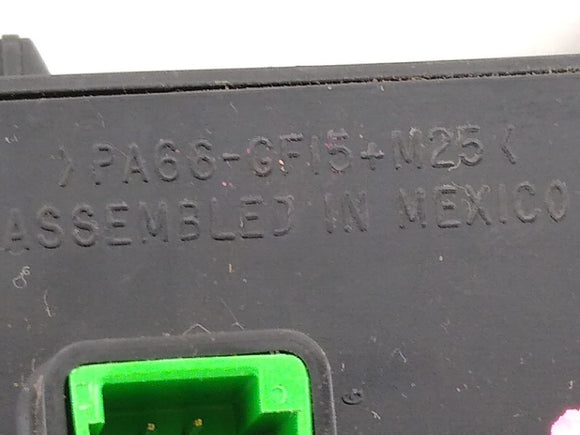 >PA66-GF15+M25<
ASSEMBLED IN MEXICO